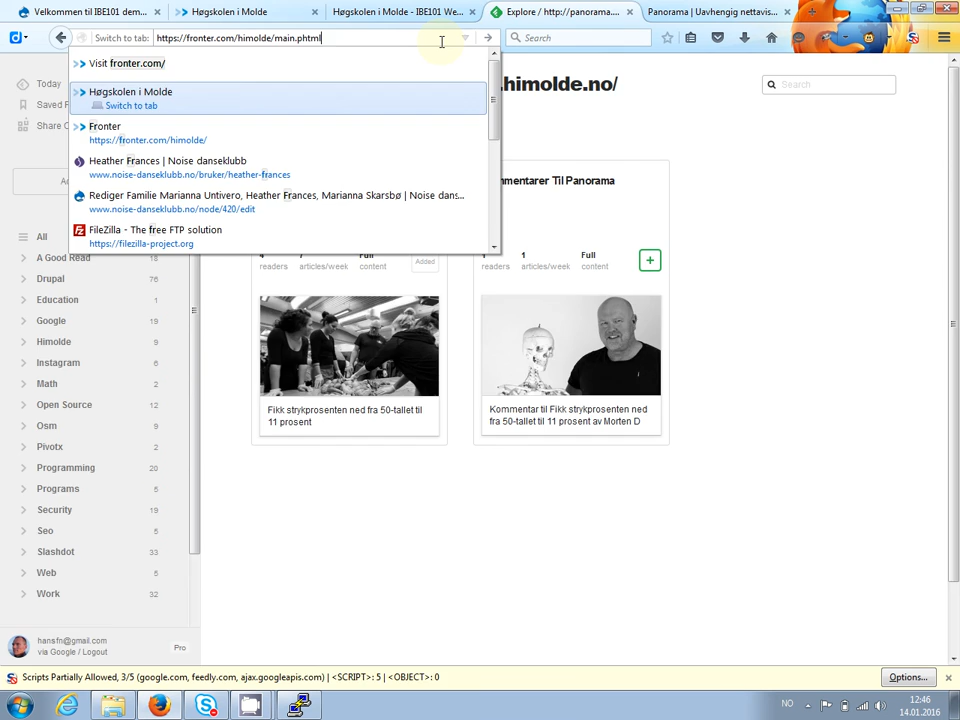 Velkommen til IBE101 dem...
Høgskolen i Molde
Høgskolen i Molde - IBE101 We...
Explore / http://panorama....
Panorama | Uavhengig nettavis...
Switch to tab: https://fronter.com/himolde/main.phtml
Search
Visit fronter.com/
Høgskolen i Molde
Switch to tab
Fronter
https://fronter.com/himolde/
Heather Frances | Noise danseklubb
www.noise-danseklubb.no/bruker/heather-frances
Rediger Familie Marianna Untivero, Heather Frances, Marianna Skarsbø | Noise dans...
www.noise-danseklubb.no/node/420/edit
FileZilla - The free FTP solution
https://filezilla-project.org
.himolde.no/
Search
Today
Saved
Share
All
A Good Read 18
Drupal 76
Education 1
Google 19
Himolde 9
Instagram 6
Math 2
Open Source 12
Osm 9
Pivotx 2
Programming 20
Programs 5
Security 19
Seo 5
Slashdot 33
Web 5
Work 32
hansfn@gmail.com
via Google / Logout
Pro
readers
articles/week
Full
content
Added
Fikk strykprosenten ned fra 50-tallet til
11 prosent
mmentarer Til Panorama
1
readers
1
articles/week
Full
content
Kommentar til Fikk strykprosenten ned
fra 50-tallet til 11 prosent av Morten D
Scripts Partially Allowed, 3/5 (google.com, feedly.com, ajax.googleapis.com) | <SCRIPT>: 5 | <OBJECT>: 0
Options...
NO
12:46
14.01.2016